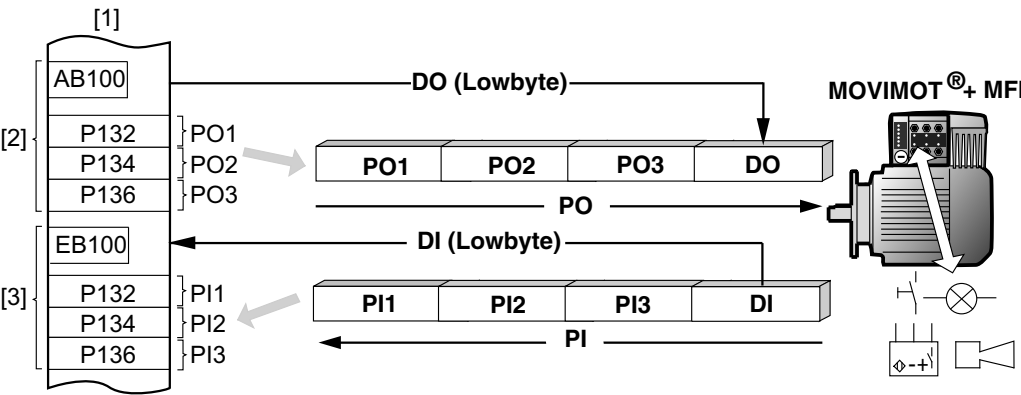 [1]
AB100
DO (Lowbyte)
MOVIMOT ®+ MFI
[2]
P132
PO1
P134
PO2
P136
PO3
PO1
PO2
PO3
DO
PO
EB100
DI (Lowbyte)
[3]
P132
PI1
P134
PI2
P136
PI3
PI1
PI2
PI3
DI
PI